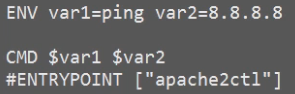 ENV var1=ping var2=8.8.8.8
CMD $var1 $var2
#ENTRYPOINT ["apache2ctl"]